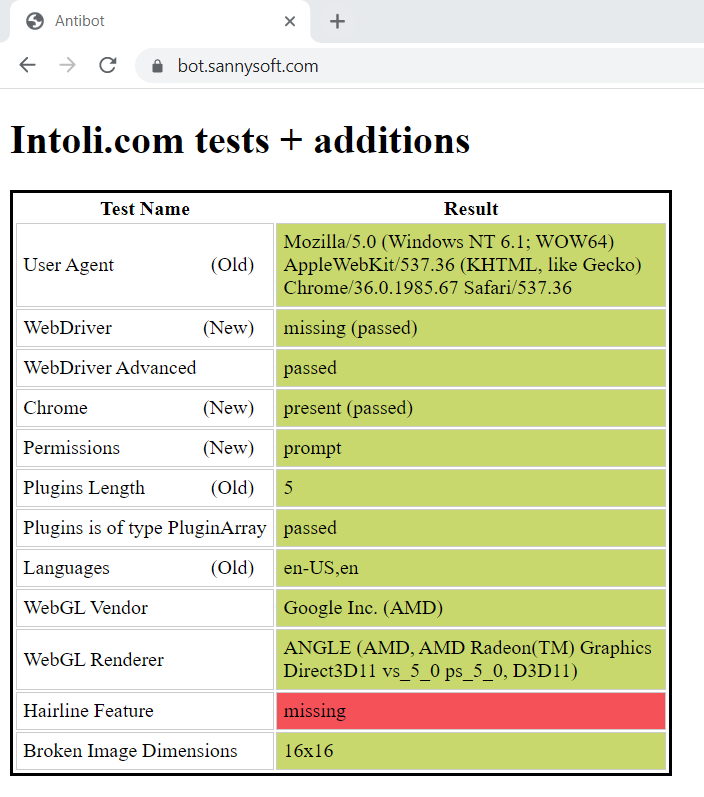 Antibot
bot.sannysoft.com
Intoli.com tests + additions
Test Name Result
User Agent (Old) Mozilla/5.0 (Windows NT 6.1; WOW64)
AppleWebKit/537.36 (KHTML, like Gecko)
Chrome/36.0.1985.67 Safari/537.36
WebDriver (New) missing (passed)
WebDriver Advanced passed
Chrome (New) present (passed)
Permissions (New) prompt
Plugins Length (Old) 5
Plugins is of type PluginArray passed
Languages (Old) en-US,en
WebGL Vendor Google Inc. (AMD)
WebGL Renderer ANGLE (AMD, AMD Radeon(TM) Graphics
Direct3D11 vs_5_0 ps_5_0, D3D11)
Hairline Feature missing
Broken Image Dimensions 16x16